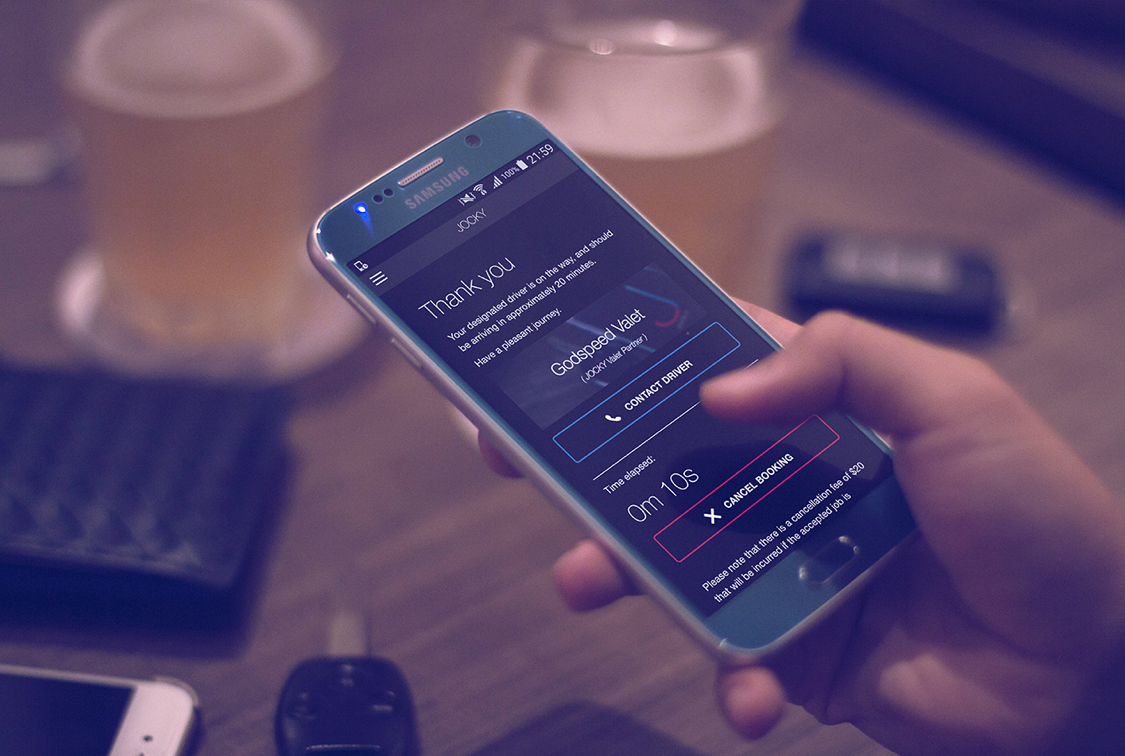 SAMSUNG
100% 21:59
JOCKY
Thank you
Your designated driver is on the way, and should
be arriving in approximately 20 minutes.
Have a pleasant journey.
Godspeed Valet
(JOCKY Valet Partner)
CONTACT DRIVER
Time elapsed:
0m 10s
CANCEL BOOKING
Please note that there is a cancellation fee of $20
that will be incurred if the accepted job is